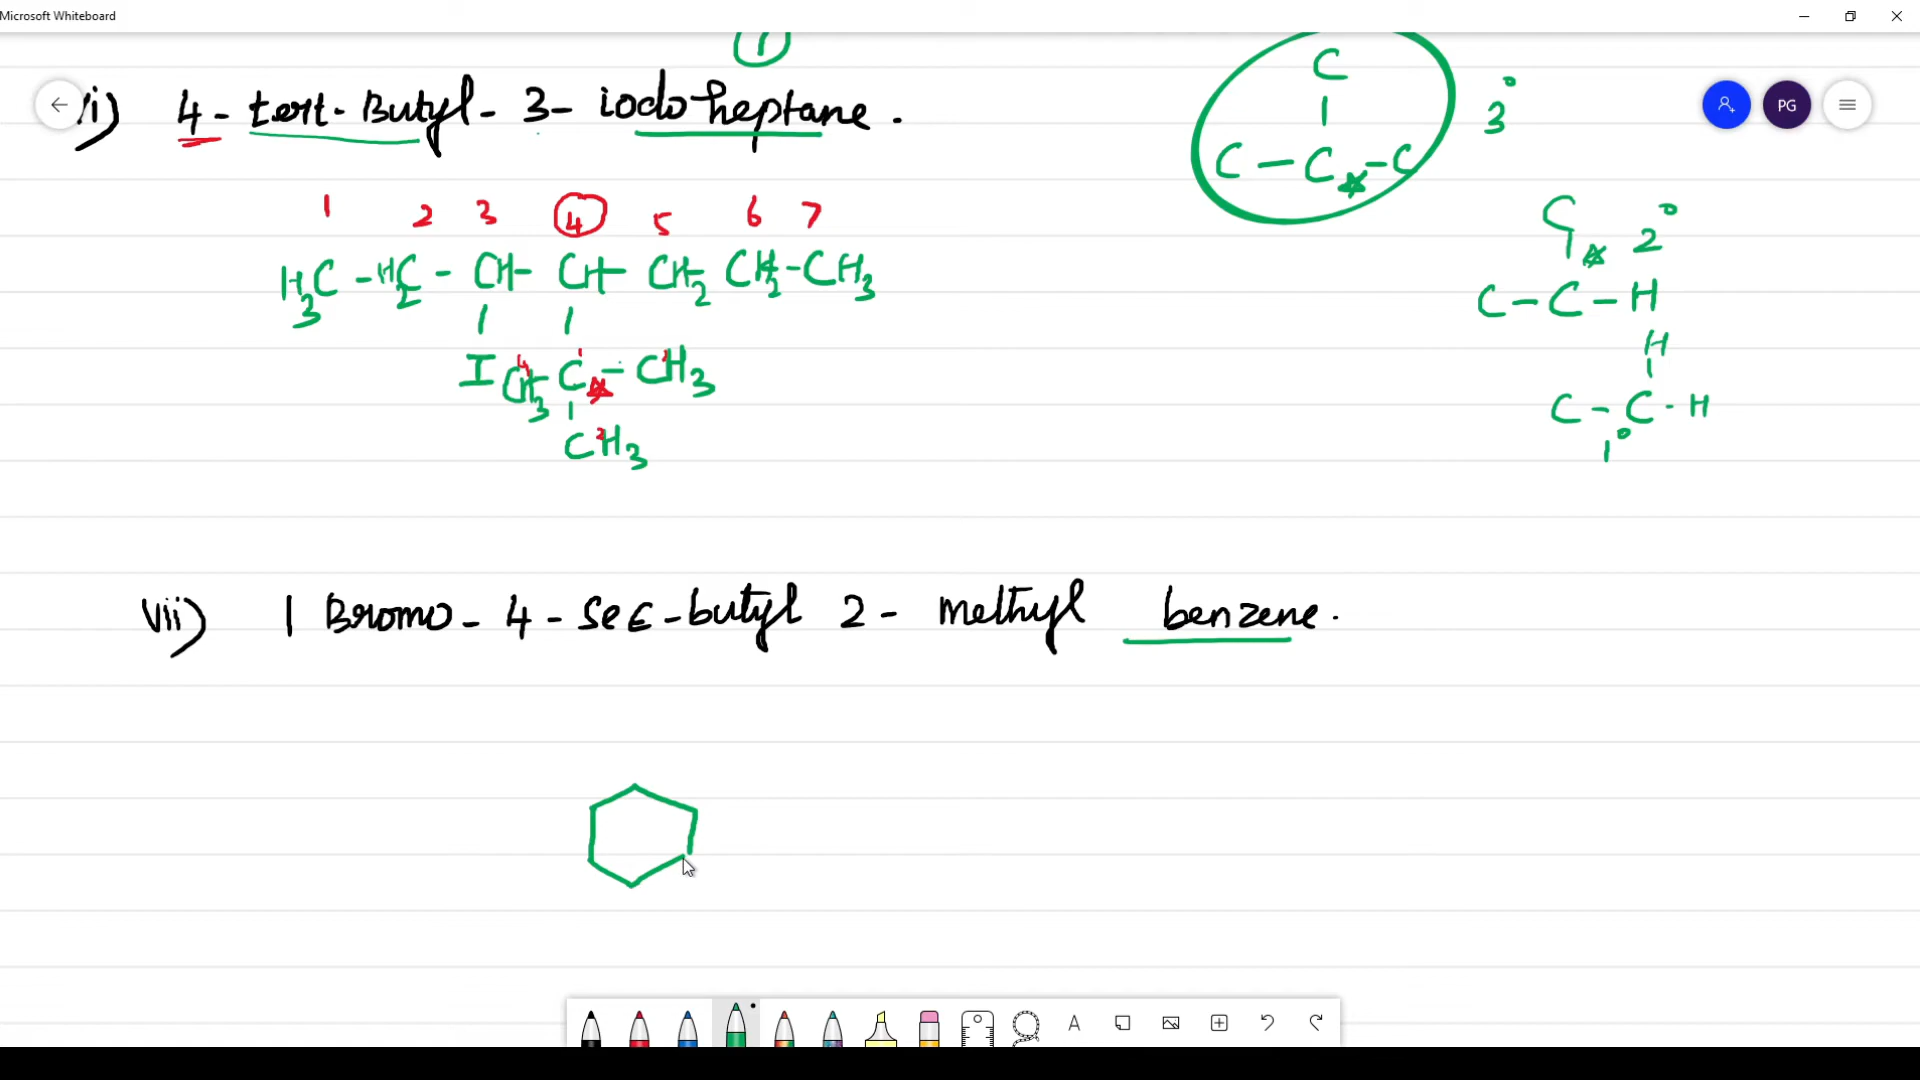 Microsoft Whiteboard
vi) 4 - tert - Butyl - 3 - iodo heptane .
1 2 3 4 5 6 7
H3C - H2C - CH - CH - CH2 CH2 - CH3
I CH3 - C - CH3
CH3
C
C - C - C 3°
C 2°
C - C - H
H
C - C - H
1°
PG
vii) 1 Bromo - 4 - sec - butyl 2 - methyl benzene .
A